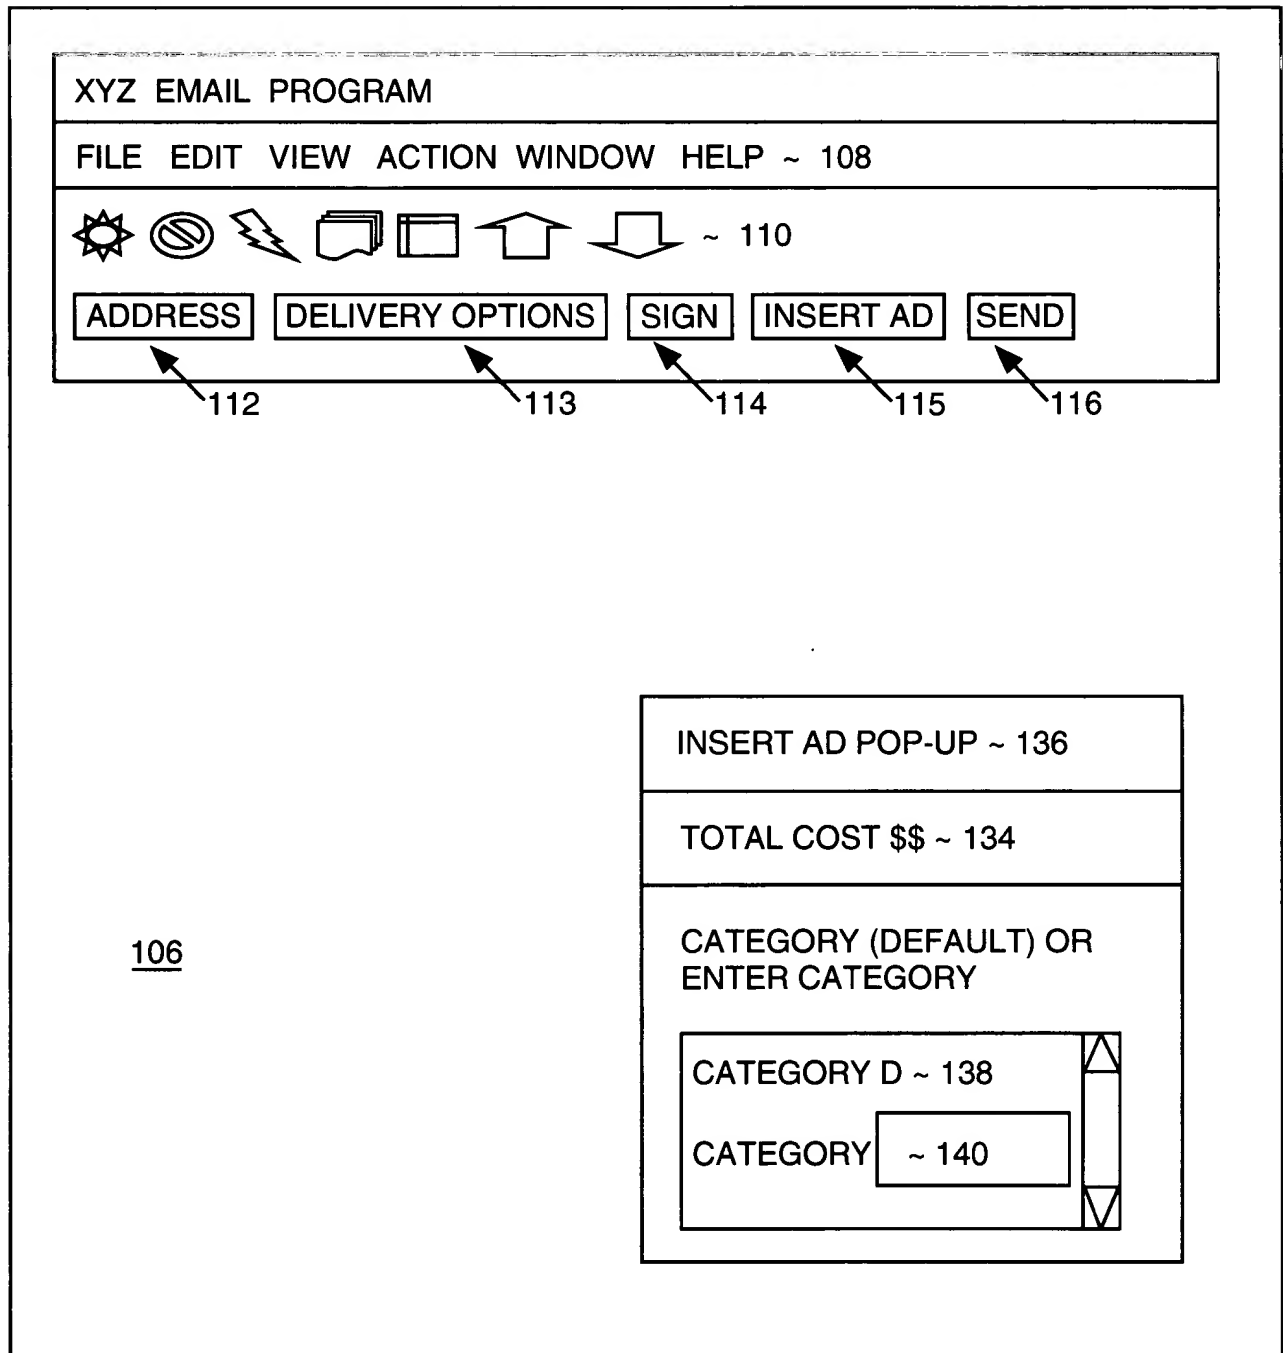 XYZ EMAIL PROGRAM
FILE EDIT VIEW ACTION WINDOW HELP ~ 108
~ 110
ADDRESS DELIVERY OPTIONS SIGN INSERT AD SEND
112 113 114 115 116
INSERT AD POP-UP ~ 136
TOTAL COST $$ ~ 134
106
CATEGORY (DEFAULT) OR
ENTER CATEGORY
CATEGORY D ~ 138
CATEGORY ~ 140